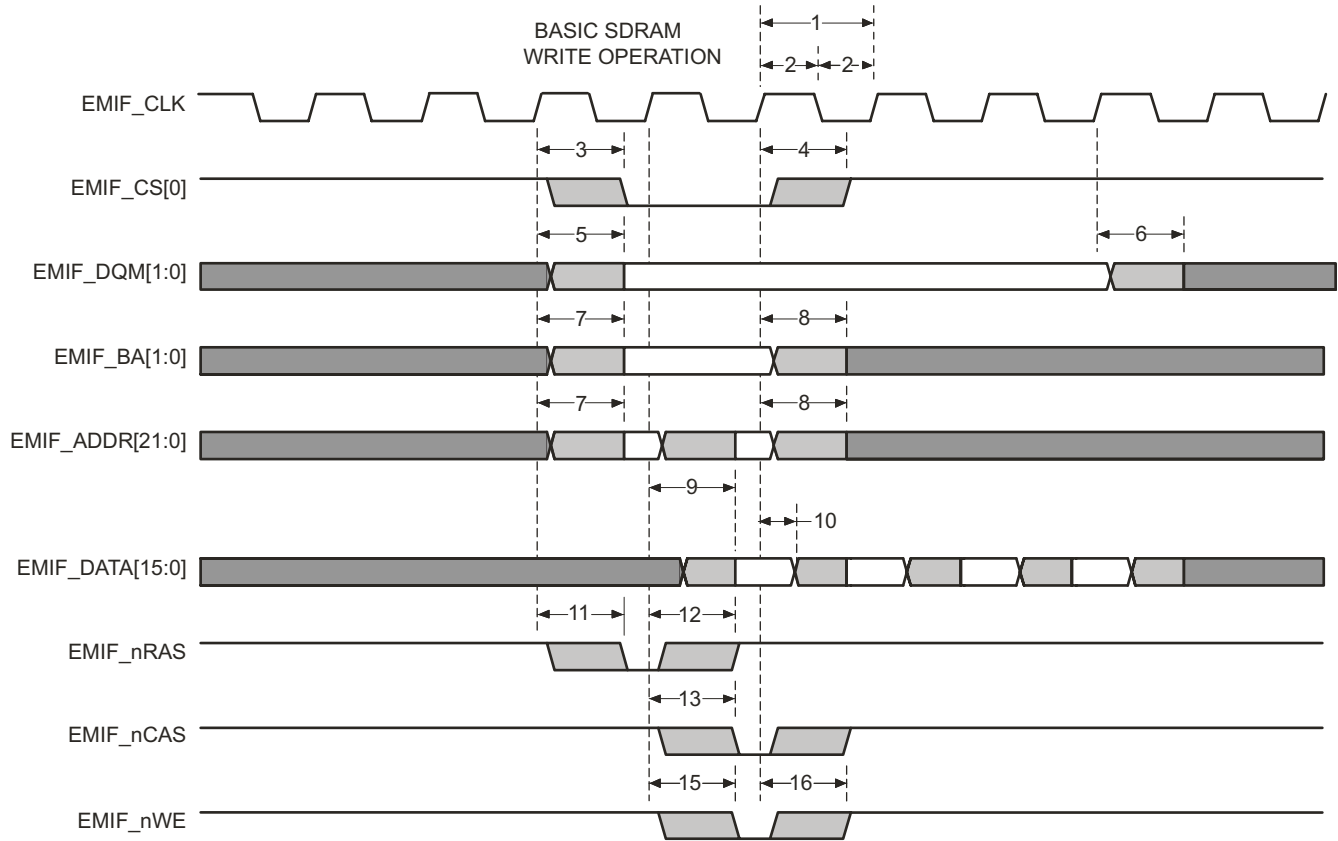 BASIC SDRAM
WRITE OPERATION
1
2 2
EMIF_CLK
3 4
EMIF_CS[0]
5 6
EMIF_DQM[1:0]
7 8
EMIF_BA[1:0]
7 8
EMIF_ADDR[21:0]
9
10
EMIF_DATA[15:0]
11 12
EMIF_nRAS
13
EMIF_nCAS
15 16
EMIF_nWE